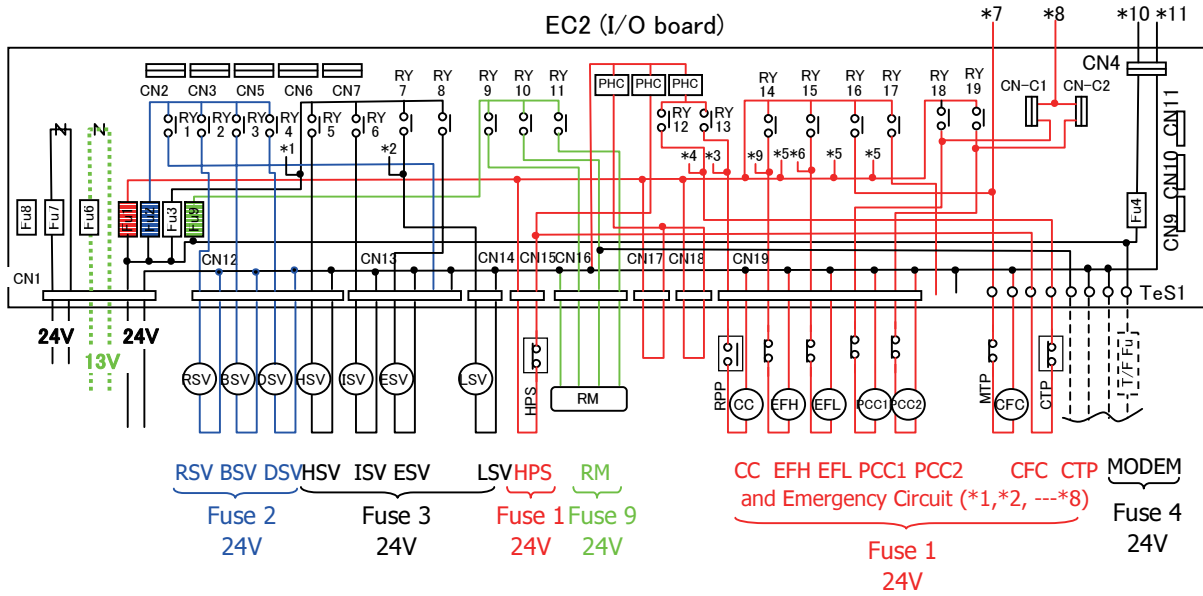 EC2 (I/O board)
*7 *8 *10 *11
CN2 CN3 CN5 CN6 CN7 RY 7 RY 8 RY 9 RY 10 RY 11 PHC PHC PHC RY 14 RY 15 RY 16 RY 17 RY 18 RY 19 CN-C1 CN-C2 CN4
RY 1 RY 2 RY 3 RY 4 RY 5 RY 6 RY 12 RY 13 CN11
*1 *2 *4 *3 *9 *5 *6 *5 *5 CN10
N N
Fu8 Fu7 Fu6 Fu1 Fu2 Fu3 Fu9 Fu4 CN9
CN1 CN12 CN13 CN14 CN15 CN16 CN17 CN18 CN19 TeS1
24V 13V 24V
RSV BSV DSV HSV ISV ESV LSV HPS RM RPP CC EFH EFL PCC1 PCC2 MTP CFC CTP T/F Fu
RSV BSV DSV HSV ISV ESV LSV HPS RM CC EFH EFL PCC1 PCC2 CFC CTP MODEM
and Emergency Circuit (*1,*2, ---*8)
Fuse 2 Fuse 3 Fuse 1 Fuse 9 Fuse 4
24V 24V 24V 24V 24V
Fuse 1
24V